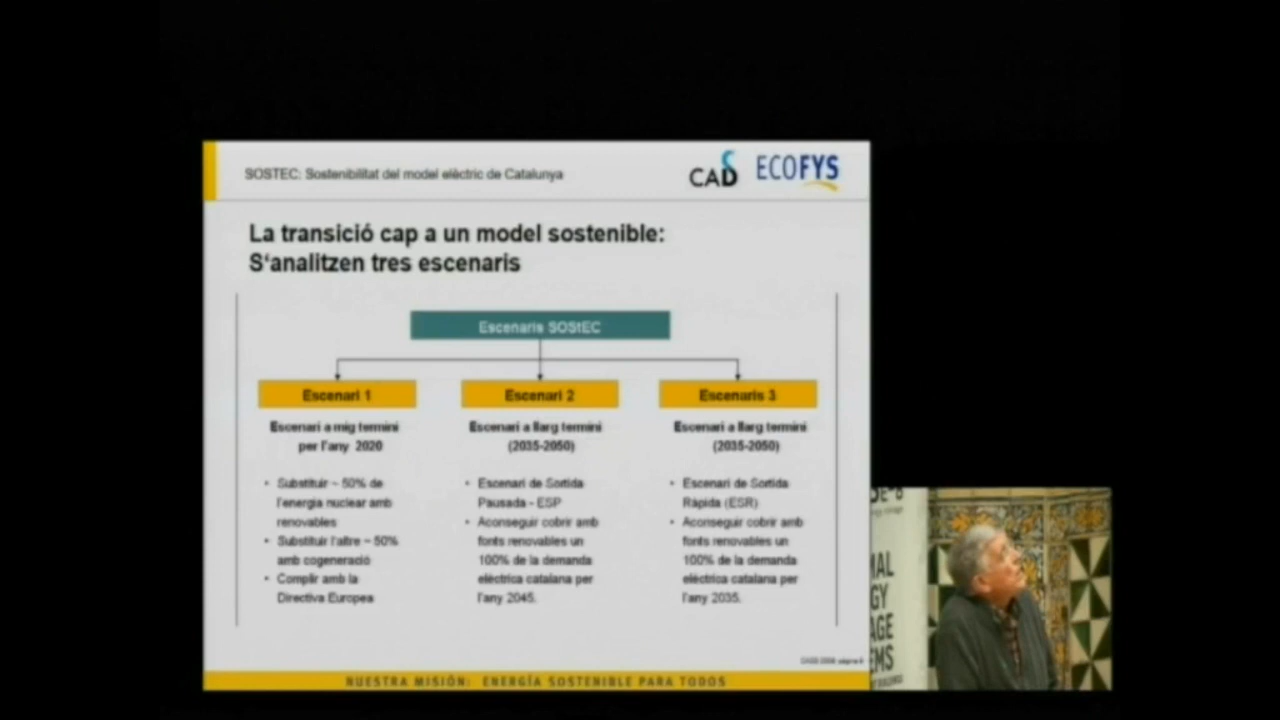 SOSTEC: Sostenibilitat del model elèctric de Catalunya
CADS
ECOFYS
La transició cap a un model sostenible:
S'analitzen tres escenaris
Escenaris SOStEC
Escenari 1
Escenari a mig termini
per l'any 2020
• Substituir ~ 50% de
l'energia nuclear amb
renovables
• Substituir l'altre ~ 50%
amb cogeneració
• Complir amb la
Directiva Europea
Escenari 2
Escenari a llarg termini
(2035-2050)
• Escenari de Sortida
Pausada - ESP
• Aconseguir cobrir amb
fonts renovables un
100% de la demanda
elèctrica catalana per
l'any 2045.
Escenaris 3
Escenari a llarg termini
(2035-2050)
• Escenari de Sortida
Ràpida (ESR)
• Aconseguir cobrir amb
fonts renovables un
100% de la demanda
elèctrica catalana per
l'any 2035.
NUESTRA MISIÓN: ENERGÍA SOSTENIBLE PARA TODOS
MAL
GY
AGE
EMS